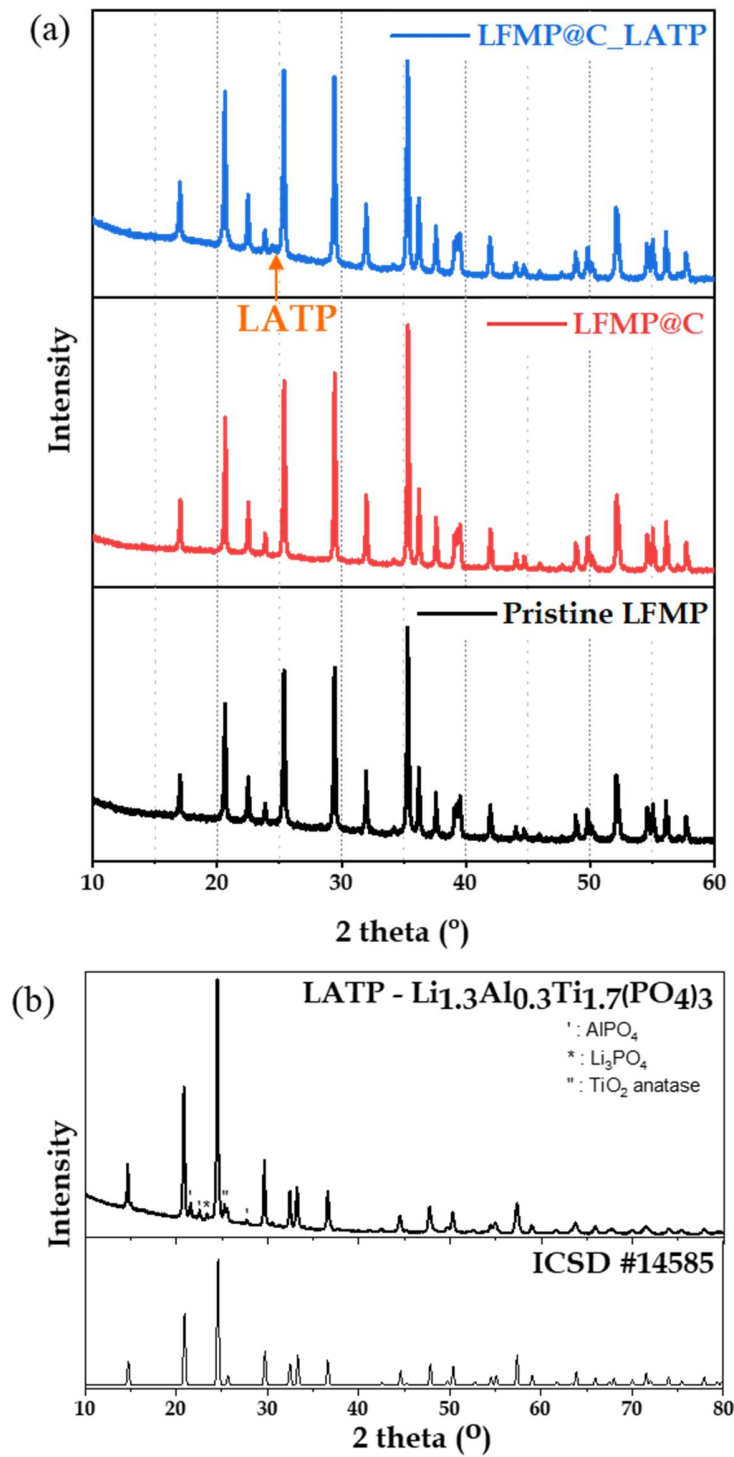 (a)
LFMP@C_LATP
LATP
LFMP@C
Intensity
Pristine LFMP
10 20 30 40 50 60
2 theta (º)
(b)
LATP - Li1.3Al0.3Ti1.7(PO4)3
' : AlPO4
* : Li3PO4
" : TiO2 anatase
' ' * " '
Intensity
ICSD #14585
10 20 30 40 50 60 70 80
2 theta (º)